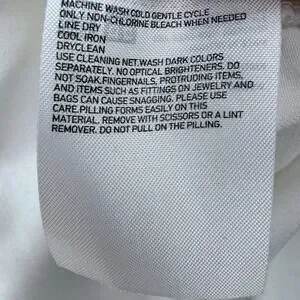 MACHINE WASH COLD GENTLE CYCLE
ONLY NON-CHLORINE BLEACH WHEN NEEDED
LINE DRY
COOL IRON
DRYCLEAN
USE CLEANING NET.WASH DARK COLORS
SEPARATELY. NO OPTICAL BRIGHTENERS. DO
NOT SOAK.FINGERNAILS, PROTRUDING ITEMS,
AND ITEMS SUCH AS FITTINGS ON JEWELRY AND
BAGS CAN CAUSE SNAGGING. PLEASE USE
CARE.PILLING FORMS EASILY ON THIS
MATERIAL. REMOVE WITH SCISSORS OR A LINT
REMOVER. DO NOT PULL ON THE PILLING.